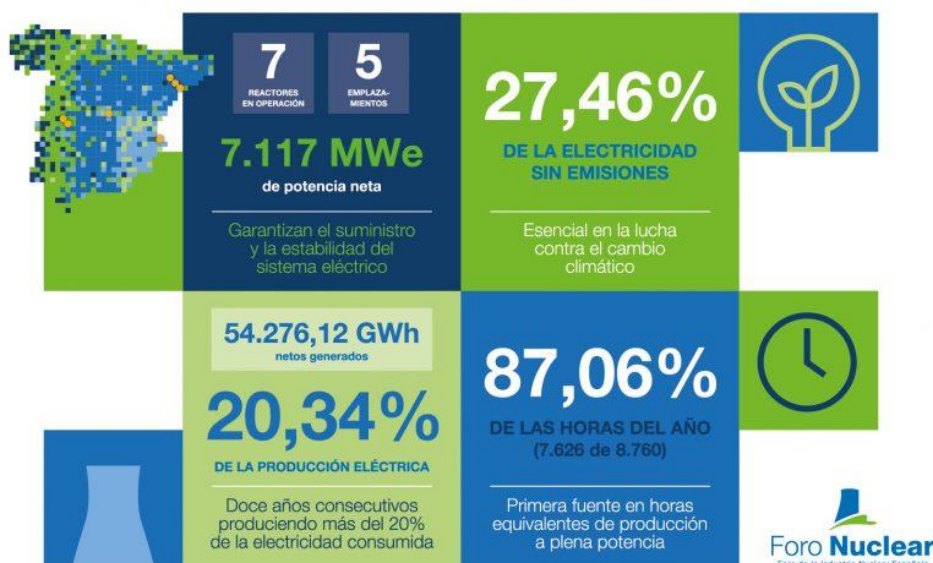 7
REACTORES
EN OPERACIÓN
5
EMPLAZA-
MIENTOS
7.117 MWe
de potencia neta
Garantizan el suministro
y la estabilidad del
sistema eléctrico
27,46%
DE LA ELECTRICIDAD
SIN EMISIONES
Esencial en la lucha
contra el cambio
climático
54.276,12 GWh
netos generados
20,34%
DE LA PRODUCCIÓN ELÉCTRICA
Doce años consecutivos
produciendo más del 20%
de la electricidad consumida
87,06%
DE LAS HORAS DEL AÑO
(7.626 de 8.760)
Primera fuente en horas
equivalentes de producción
a plena potencia
Foro Nuclear